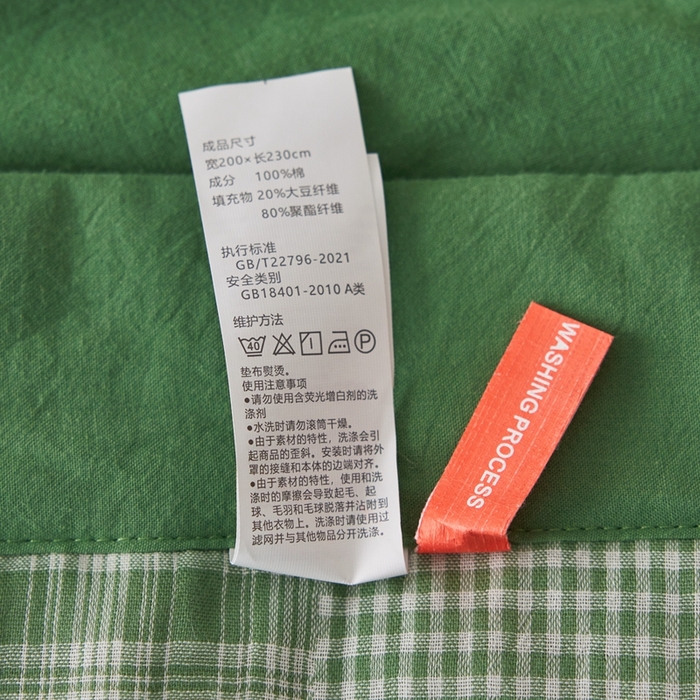 成品尺寸
宽200×长230cm
成分 100%棉
填充物 20%大豆纤维
80%聚酯纤维
执行标准
GB/T22796-2021
安全类别
GB18401-2010 A类
维护方法
40 P
垫布熨烫。
使用注意事项
●请勿使用含荧光增白剂的洗
涤剂
●水洗时请勿滚筒干燥。
●由于素材的特性，洗涤会引
起商品的歪斜。安装时请将外
罩的接缝和本体的边端对齐。
●由于素材的特性，使用和洗
涤时的摩擦会导致起毛、起
球、毛羽和毛球脱落并沾附到
其他衣物上。洗涤时请使用过
滤网并与其他物品分开洗涤。
WASHING PROCESS